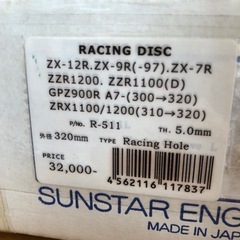 RACING DISC
ZX-12R.ZX-9R(-97).ZX-7R
ZZR1200. ZZR1100(D)
GPZ900R A7-(300→320)
ZRX1100/1200(310→320)
P/NO. R-511 TH. 5.0mm
外径 320mm TYPE Racing Hole
PRICE
32,000-
4562116117837
SUNSTAR ENG
MADE IN JAP